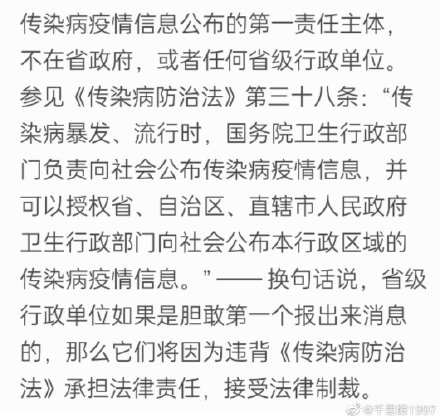 传染病疫情信息公布的第一责任主体，
不在省政府，或者任何省级行政单位。
参见《传染病防治法》第三十八条：“传
染病暴发、流行时，国务院卫生行政部
门负责向社会公布传染病疫情信息，并
可以授权省、自治区、直辖市人民政府
卫生行政部门向社会公布本行政区域的
传染病疫情信息。”——换句话说，省级
行政单位如果是胆敢第一个报出来消息
的，那么它们将因为违背《传染病防治
法》承担法律责任，接受法律制裁。